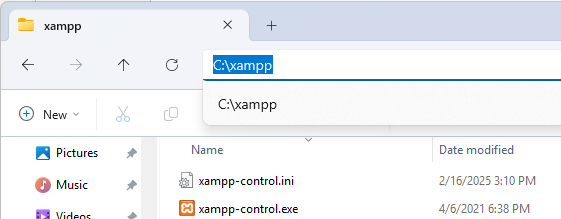 xampp
C:\xampp
C:\xampp
New
Name
Date modified
Pictures
xampp-control.ini
2/16/2025 3:10 PM
Music
xampp-control.exe
4/6/2021 6:38 PM
Videos